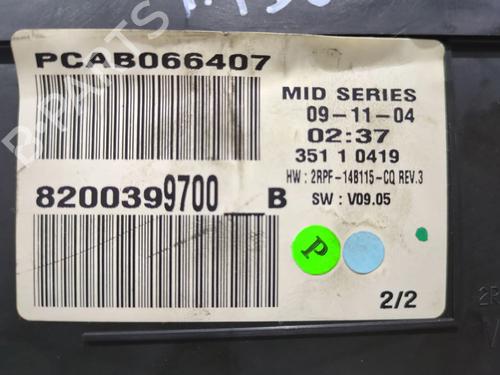 PCAB066407
MID SERIES
09-11-04
02:37
351 1 0419
HW : 2RPF-14B115-CQ REV.3
SW : V09.05
8200399700__B
P
2/2